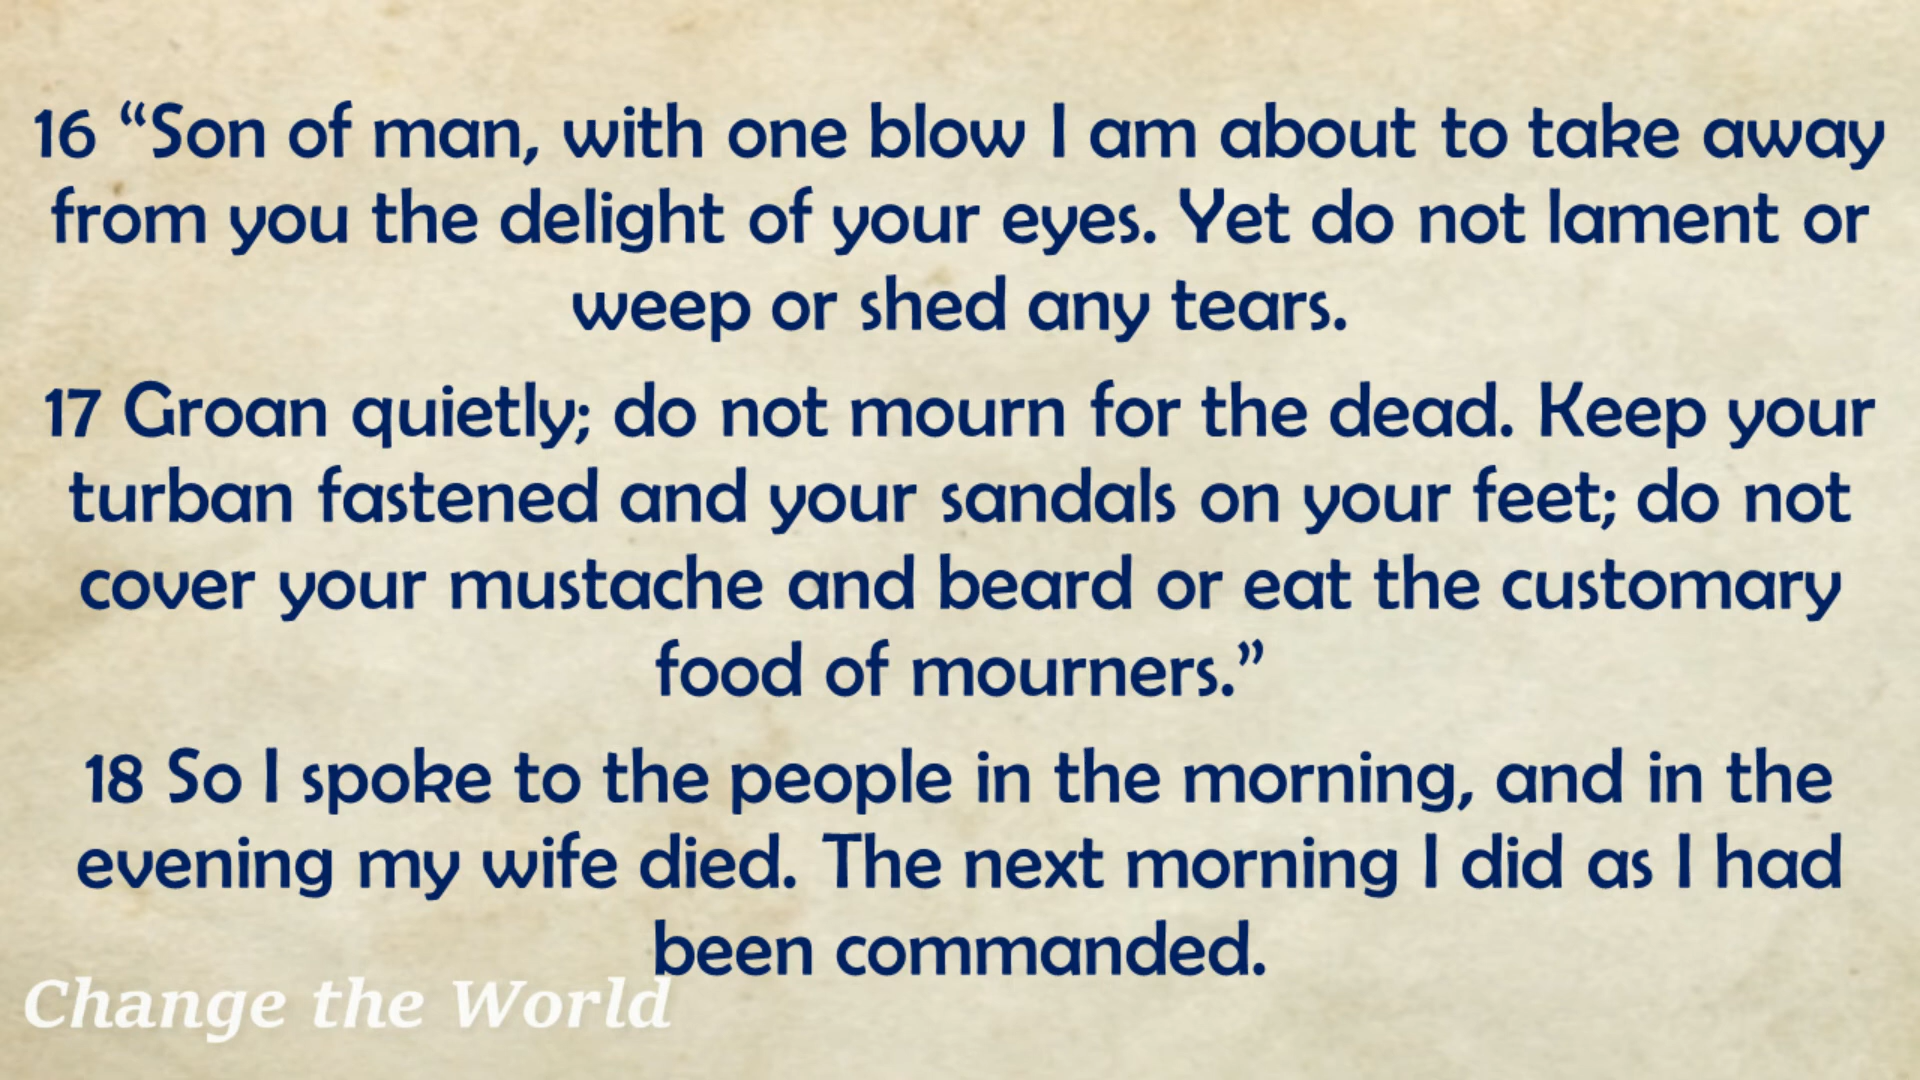 16 “Son of man, with one blow I am about to take away
from you the delight of your eyes. Yet do not lament or
weep or shed any tears.
17 Groan quietly; do not mourn for the dead. Keep your
turban fastened and your sandals on your feet; do not
cover your mustache and beard or eat the customary
food of mourners.”
18 So I spoke to the people in the morning, and in the
evening my wife died. The next morning I did as I had
been commanded.
Change the World